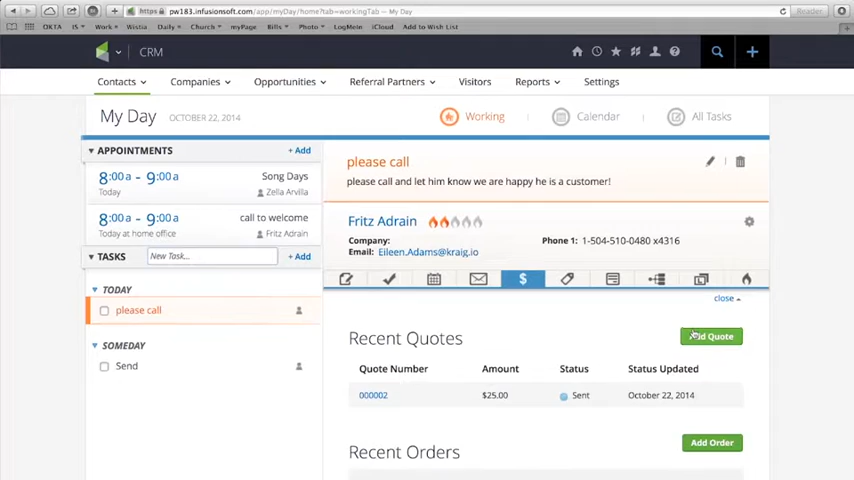 https pw183.infusionsoft.com/app/myDay/home?tab=workingTab — My Day
Reader
OKTA IS Work Wistia Daily Church myPage Bills Photo LogMeIn iCloud Add to Wish List
CRM
Contacts Companies Opportunities Referral Partners Visitors Reports Settings
My Day OCTOBER 22, 2014
Working Calendar All Tasks
APPOINTMENTS + Add
8:00a - 9:00a Song Days
Today Zella Arvilla
8:00a - 9:00a call to welcome
Today at home office Fritz Adrain
TASKS New Task... + Add
TODAY
please call
SOMEDAY
Send
please call
please call and let him know we are happy he is a customer!
Fritz Adrain
Company: Phone 1: 1-504-510-0480 x4316
Email: Eileen.Adams@kraig.io
$
close
Recent Quotes Add Quote
Quote Number Amount Status Status Updated
000002 $25.00 Sent October 22, 2014
Recent Orders Add Order